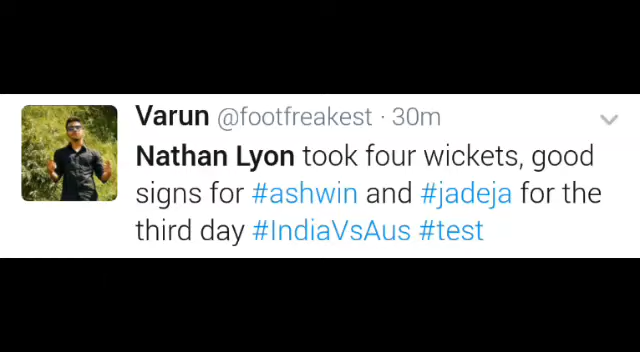 Varun @footfreakest · 30m
Nathan Lyon took four wickets, good
signs for #ashwin and #jadeja for the
third day #IndiaVsAus #test